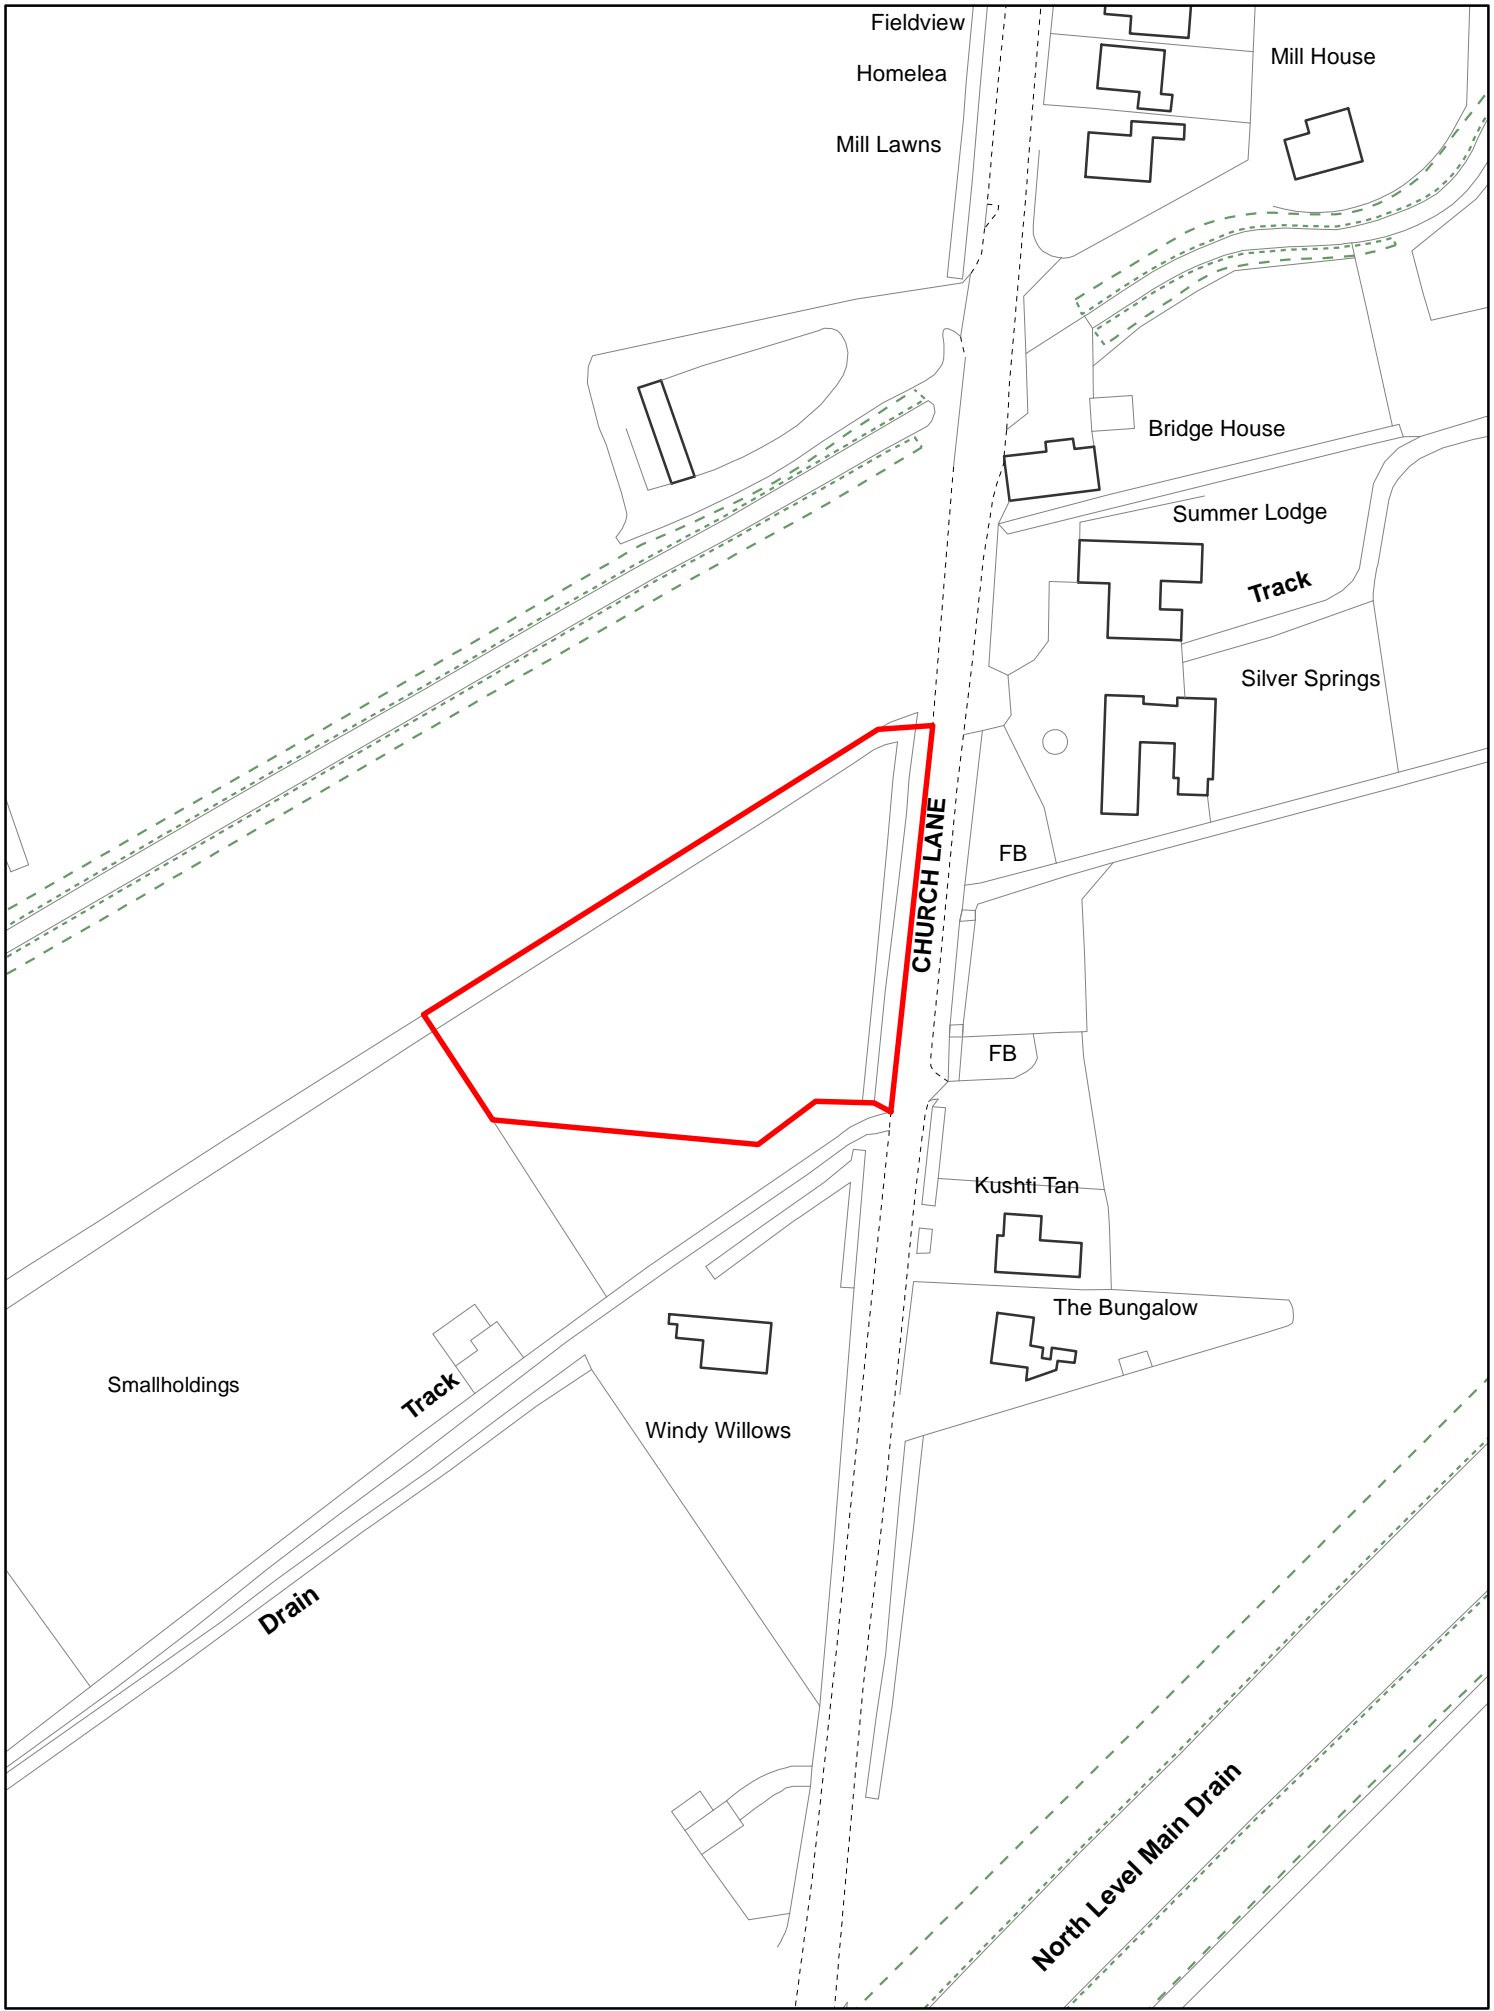 Fieldview
Mill House
Homelea
Mill Lawns
Bridge House
Summer Lodge
Track
Silver Springs
CHURCH LANE
FB
FB
Kushti Tan
The Bungalow
Smallholdings
Track
Windy Willows
Drain
North Level Main Drain